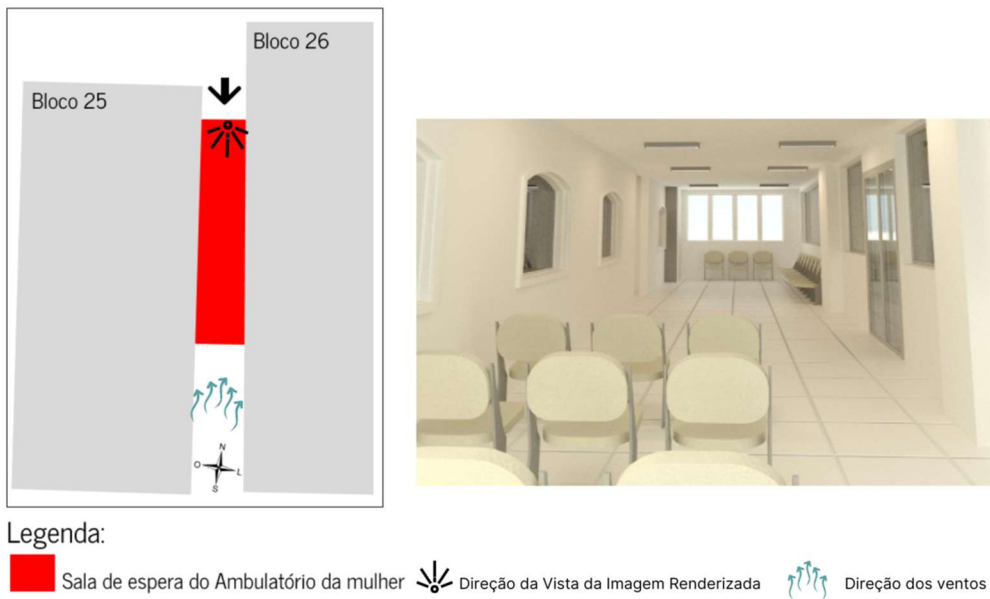 Bloco 26
Bloco 25
N
O
L
S
Legenda:
Sala de espera do Ambulatório da mulher
Direção da Vista da Imagem Renderizada
Direção dos ventos